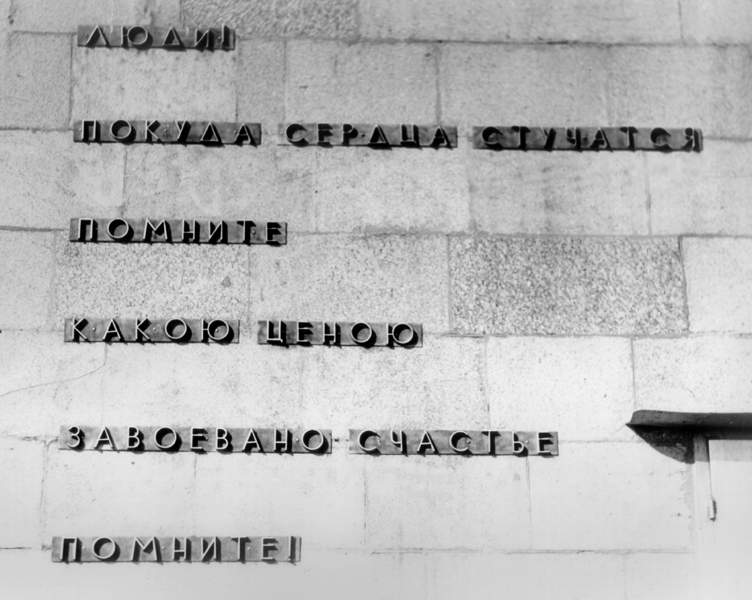 ЛЮДИ!
ПОКУДА СЕРДЦА СТУЧАТСЯ
ПОМНИТЕ
КАКОЮ ЦЕНОЮ
ЗАВОЕВАНО СЧАСТЬЕ
ПОМНИТЕ!